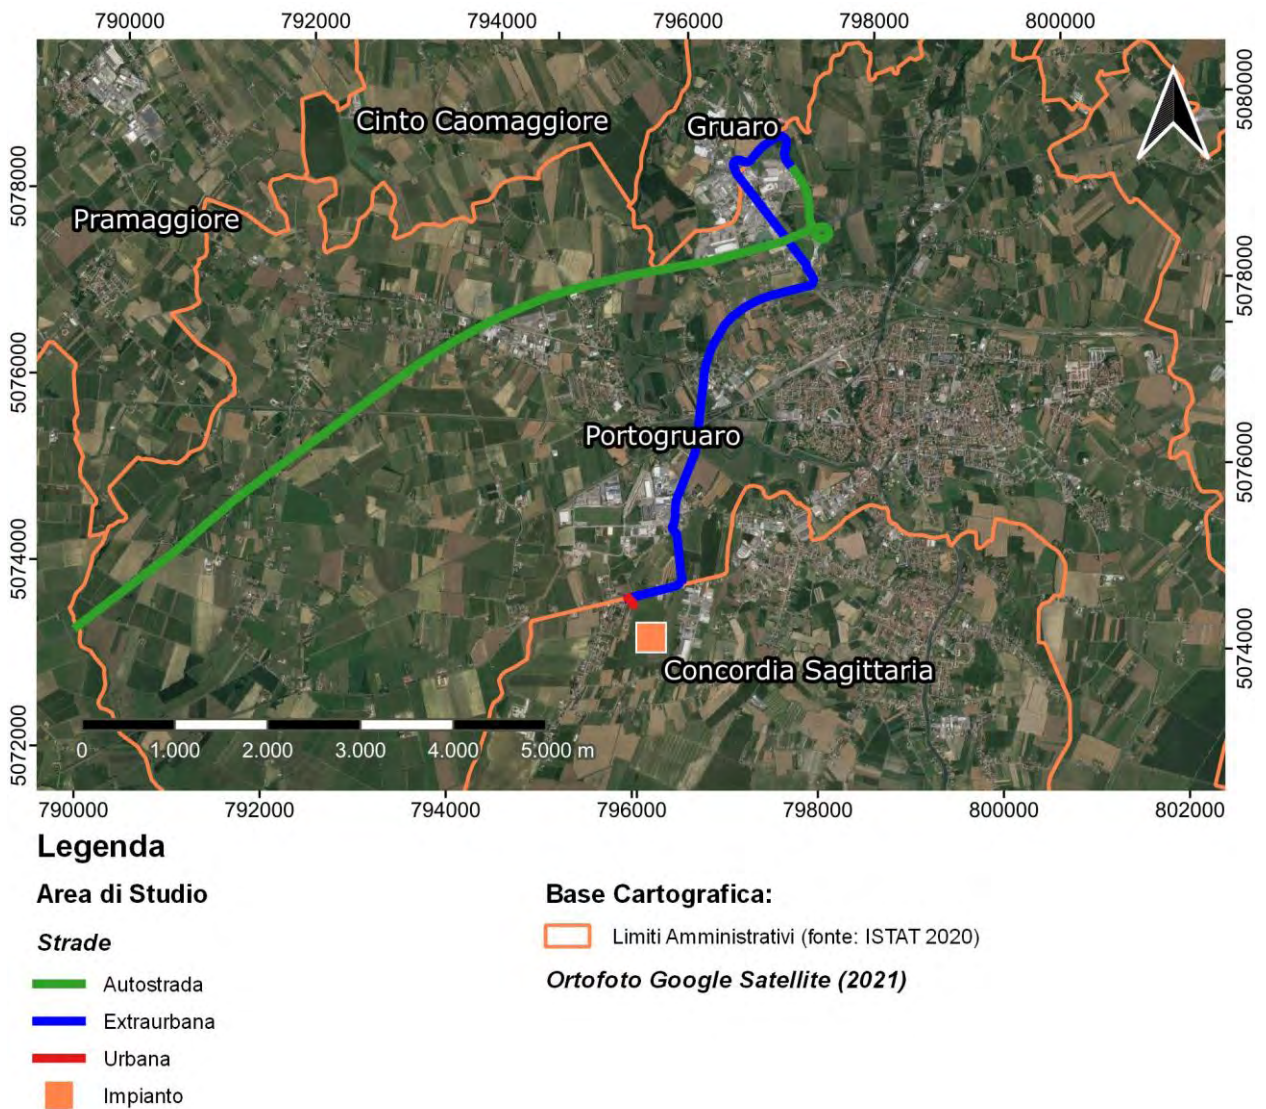 790000 792000 794000 796000 798000 800000
5080000
Cinto Caomaggiore
Gruaro
5078000
Pramaggiore
5078000
5076000
Portogruaro
5076000
5074000
Concordia Sagittaria
5074000
5072000
0 1.000 2.000 3.000 4.000 5.000 m
790000 792000 794000 796000 798000 800000 802000
Legenda
Area di Studio
Strade
Autostrada
Extraurbana
Urbana
Impianto
Base Cartografica:
Limiti Amministrativi (fonte: ISTAT 2020)
Ortofoto Google Satellite (2021)